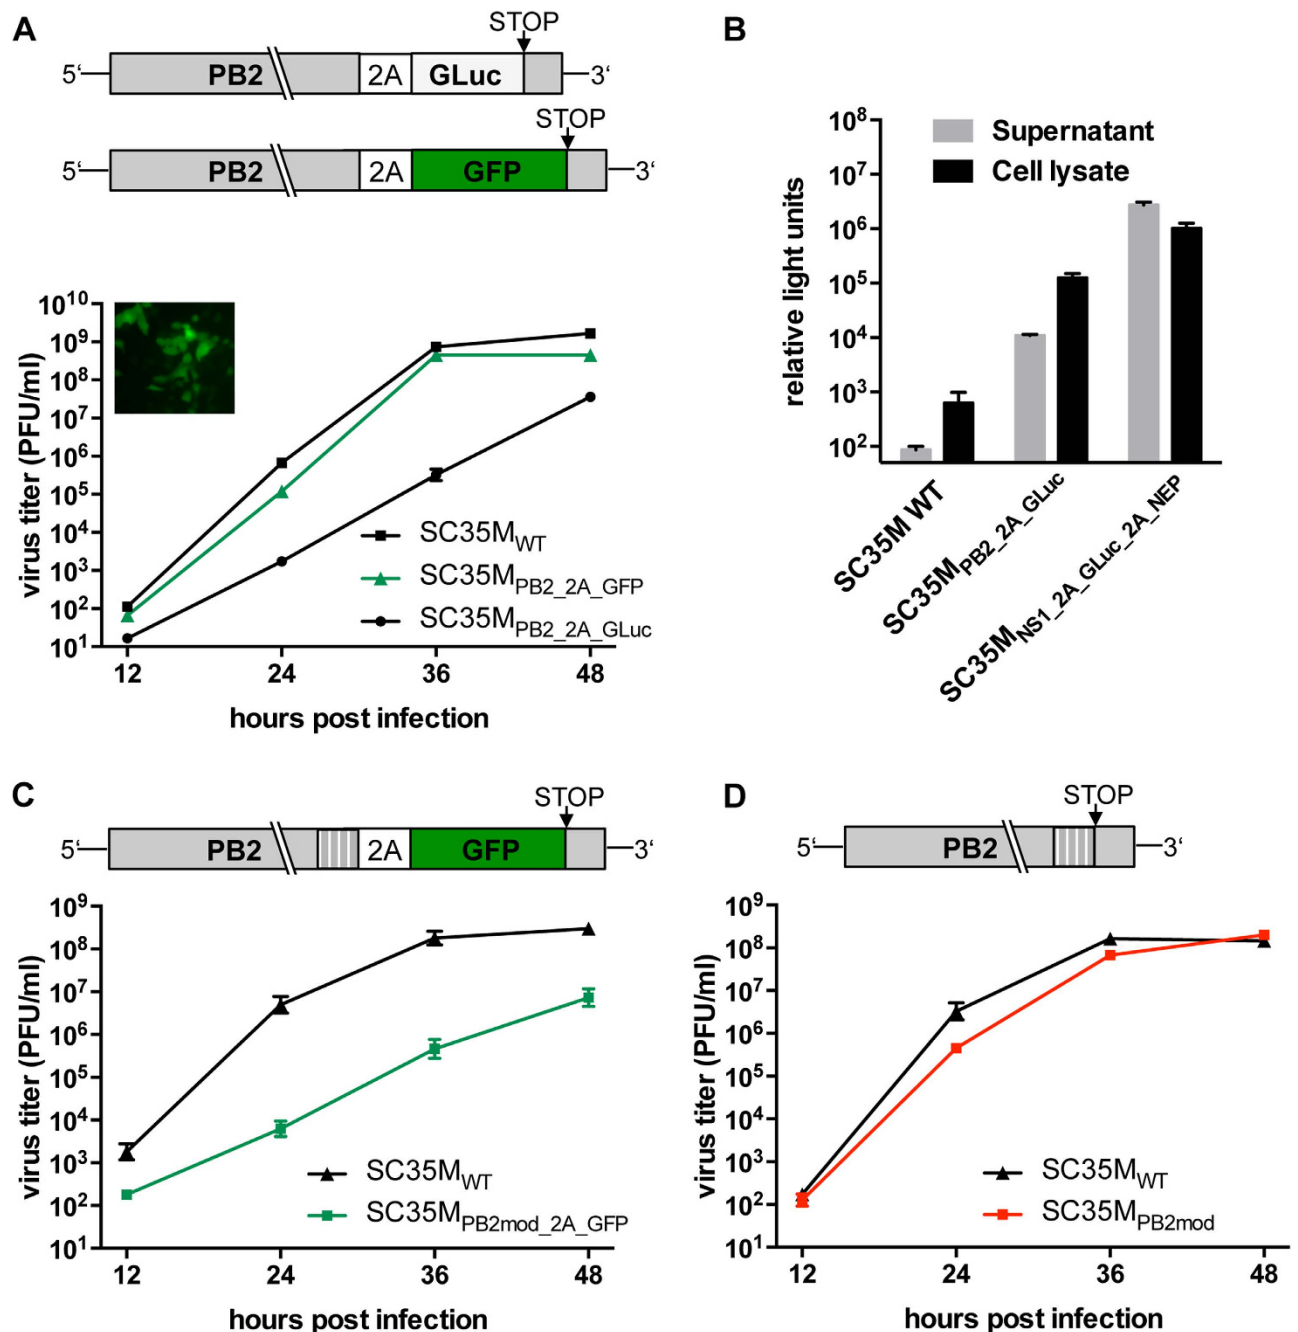 A
STOP
5‘ PB2 2A GLuc 3‘
STOP
5‘ PB2 2A GFP 3‘
virus titer (PFU/ml)
10^10
10^9
10^8
10^7
10^6
10^5
10^4
10^3
10^2
10^1
12 24 36 48
hours post infection
SC35M_WT
SC35M_PB2_2A_GFP
SC35M_PB2_2A_GLuc
B
relative light units
10^8
10^7
10^6
10^5
10^4
10^3
10^2
Supernatant
Cell lysate
SC35M WT
SC35M_PB2_2A_GLuc
SC35M_NS1_2A_GLuc_2A_NEP
C
STOP
5‘ PB2 2A GFP 3‘
virus titer (PFU/ml)
10^9
10^8
10^7
10^6
10^5
10^4
10^3
10^2
10^1
12 24 36 48
hours post infection
SC35M_WT
SC35M_PB2mod_2A_GFP
D
STOP
5‘ PB2 3‘
virus titer (PFU/ml)
10^9
10^8
10^7
10^6
10^5
10^4
10^3
10^2
10^1
12 24 36 48
hours post infection
SC35M_WT
SC35M_PB2mod